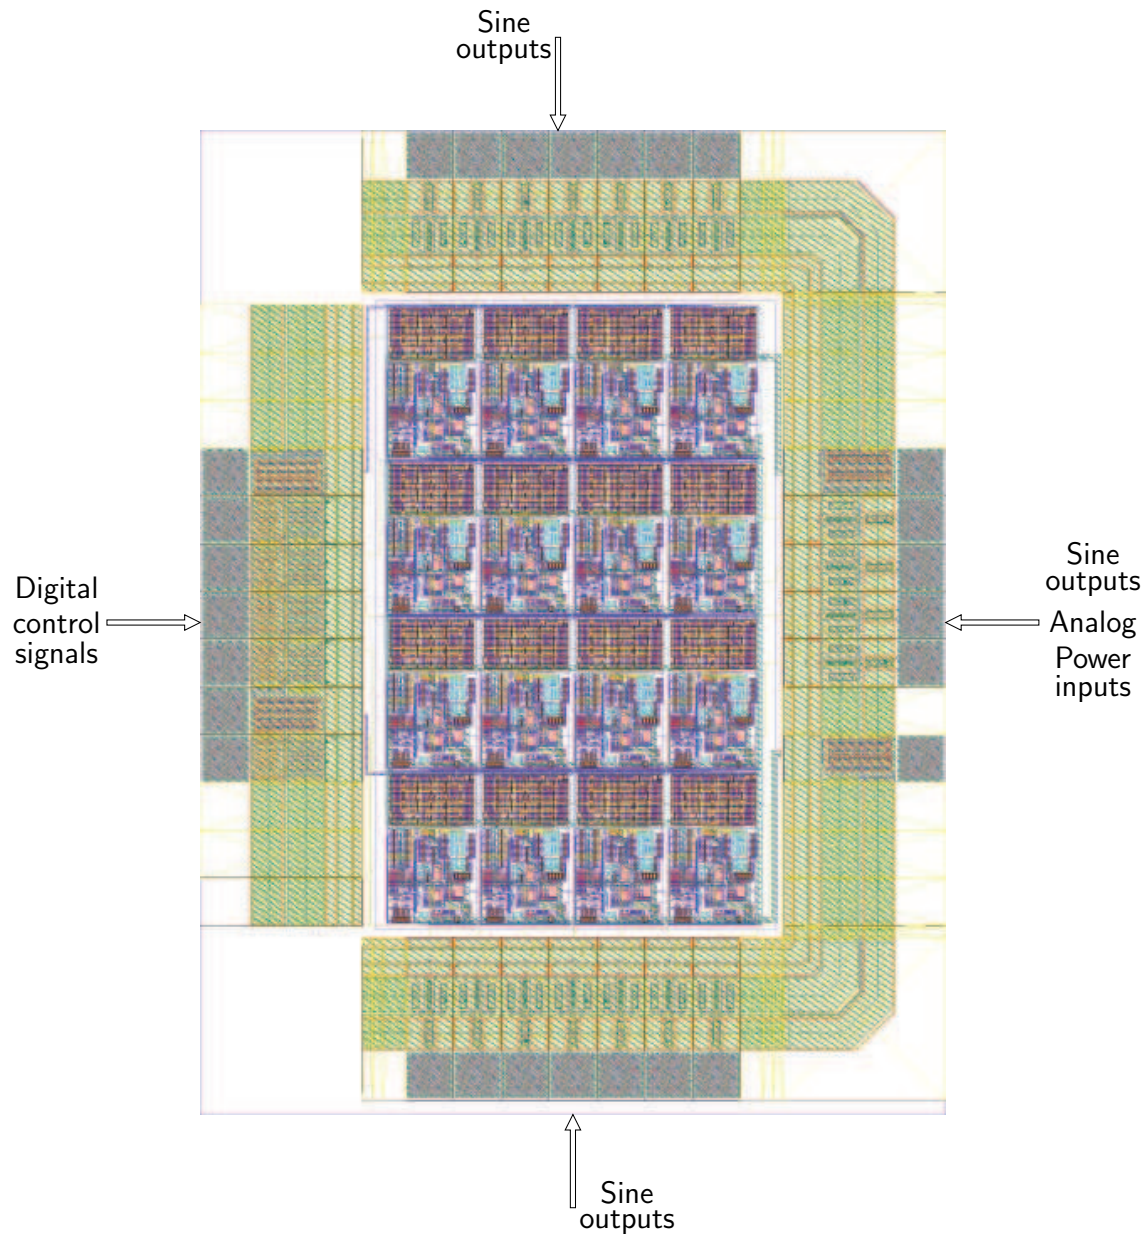 Sine
outputs
Digital
control
signals
Sine
outputs
Analog
Power
inputs
Sine
outputs